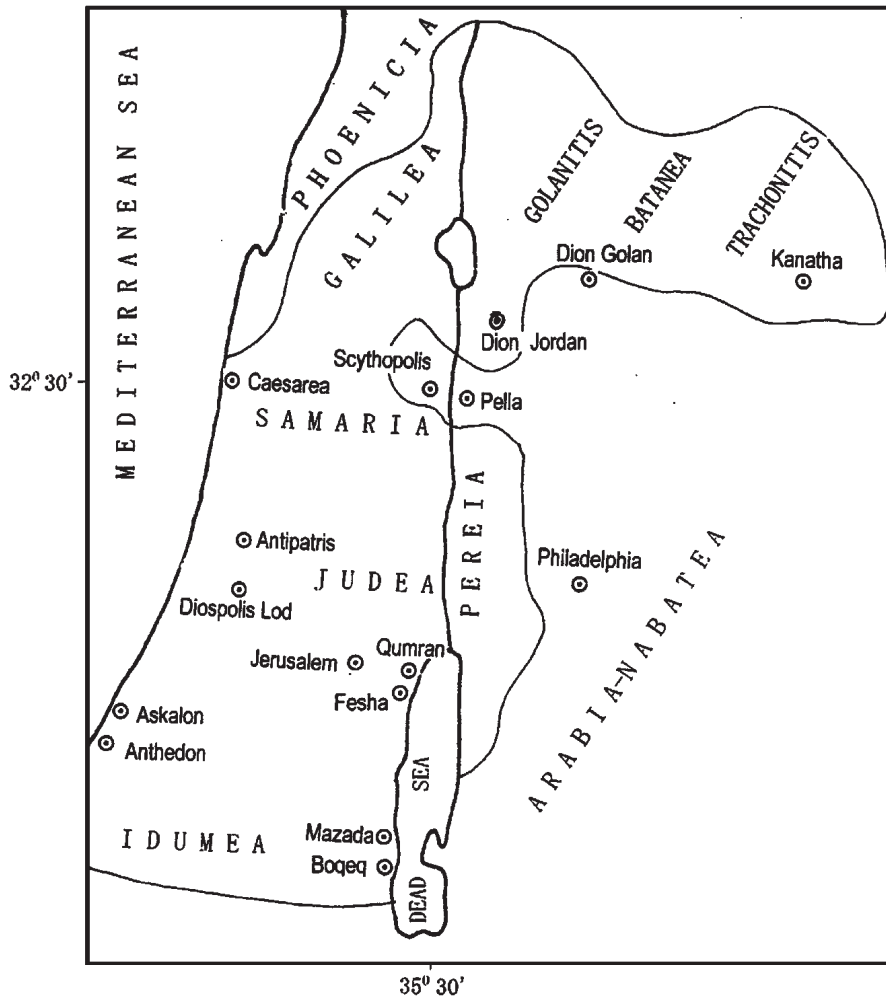 MEDITERRANEAN SEA
PHOENICIA
GALILEA
GOLANITIS
BATANEA
TRACHONITIS
Dion Golan
Kanatha
Dion Jordan
Scythopolis
32° 30'
Caesarea
Pella
SAMARIA
PEREIA
Antipatris
Philadelphia
JUDEA
Diospolis Lod
ARABIA-NABATEA
Qumran
Jerusalem
Fesha
Askalon
Anthedon
DEAD SEA
Mazada
IDUMEA
Boqeq
35° 30'